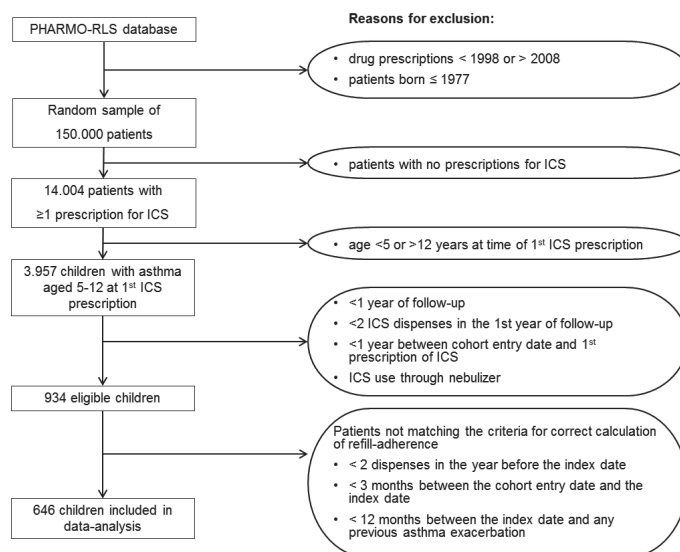 Reasons for exclusion:
PHARMO-RLS database
• drug prescriptions < 1998 or > 2008
• patients born ≤ 1977
Random sample of
150.000 patients
• patients with no prescriptions for ICS
14.004 patients with
≥1 prescription for ICS
• age <5 or >12 years at time of 1st ICS prescription
3.957 children with asthma
aged 5-12 at 1st ICS
prescription
• <1 year of follow-up
• <2 ICS dispenses in the 1st year of follow-up
• <1 year between cohort entry date and 1st
prescription of ICS
• ICS use through nebulizer
934 eligible children
Patients not matching the criteria for correct calculation
of refill-adherence
• < 2 dispenses in the year before the index date
• < 3 months between the cohort entry date and the
index date
• < 12 months between the index date and any
previous asthma exacerbation
646 children included in
data-analysis